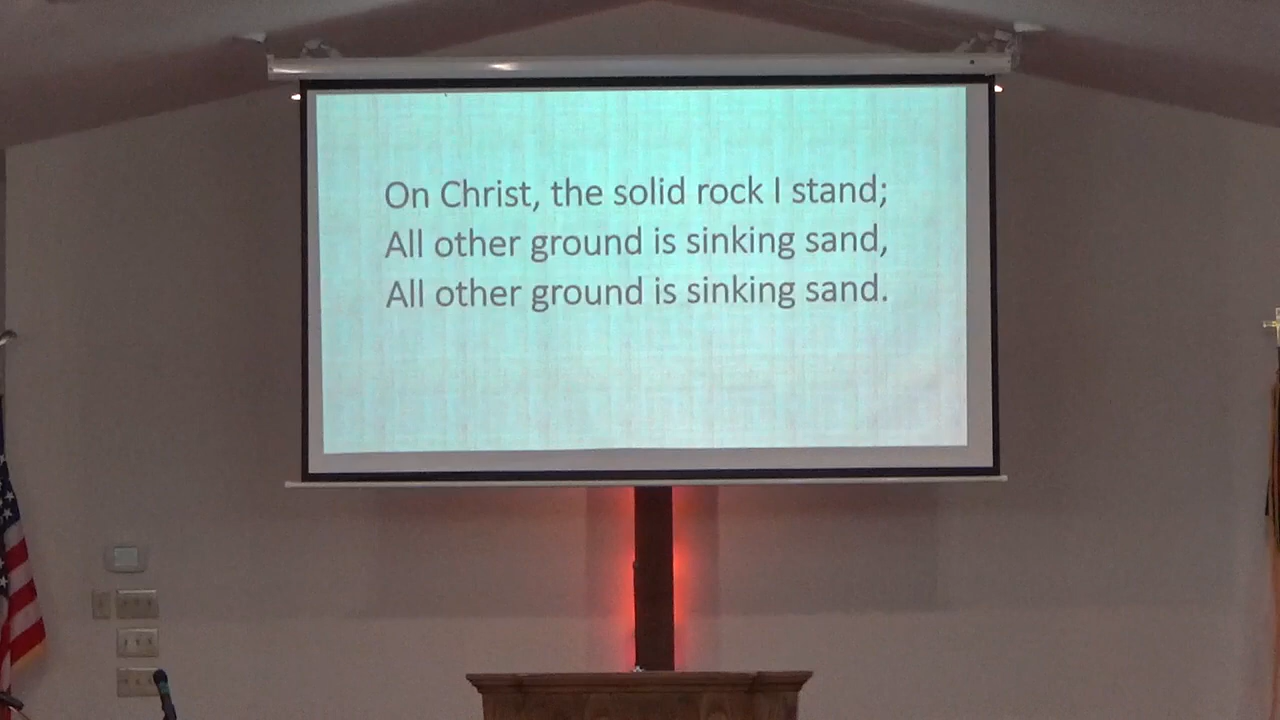 On Christ, the solid rock I stand;
All other ground is sinking sand,
All other ground is sinking sand.